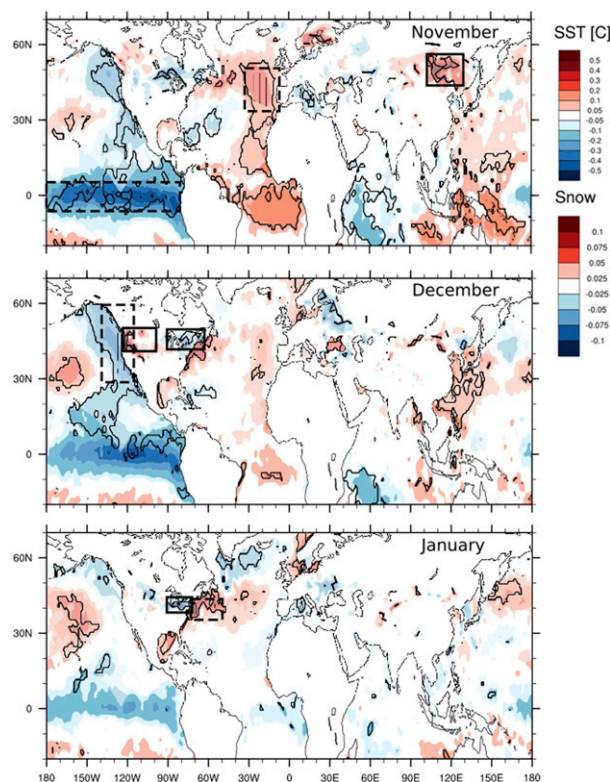 November
60N
30N
0
SST [C]
0.5
0.4
0.3
0.2
0.1
0.05
-0.05
-0.1
-0.2
-0.3
-0.4
-0.5
Snow
0.1
0.075
0.05
0.025
-0.025
-0.05
-0.075
-0.1
December
60N
30N
0
January
60N
30N
0
180 150W 120W 90W 60W 30W 0 30E 60E 90E 120E 150E 180